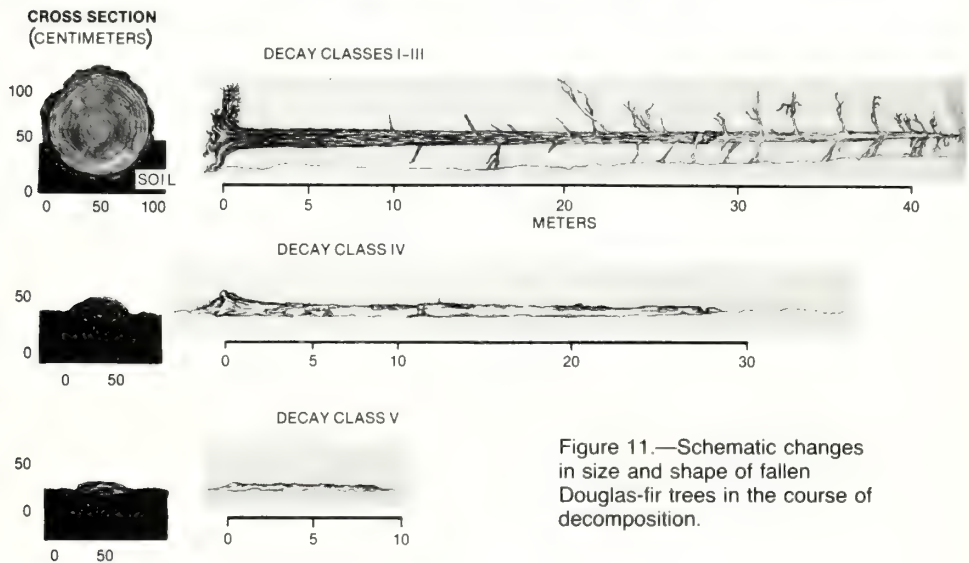 CROSS SECTION
(CENTIMETERS)
DECAY CLASSES I-III
100
50
0
SOIL
0 50 100
0 5 10 20 30 40
METERS
DECAY CLASS IV
50
0
0 50
0 5 10 20 30
DECAY CLASS V
50
0
0 50
0 5 10
Figure 11.—Schematic changes
in size and shape of fallen
Douglas-fir trees in the course of
decomposition.